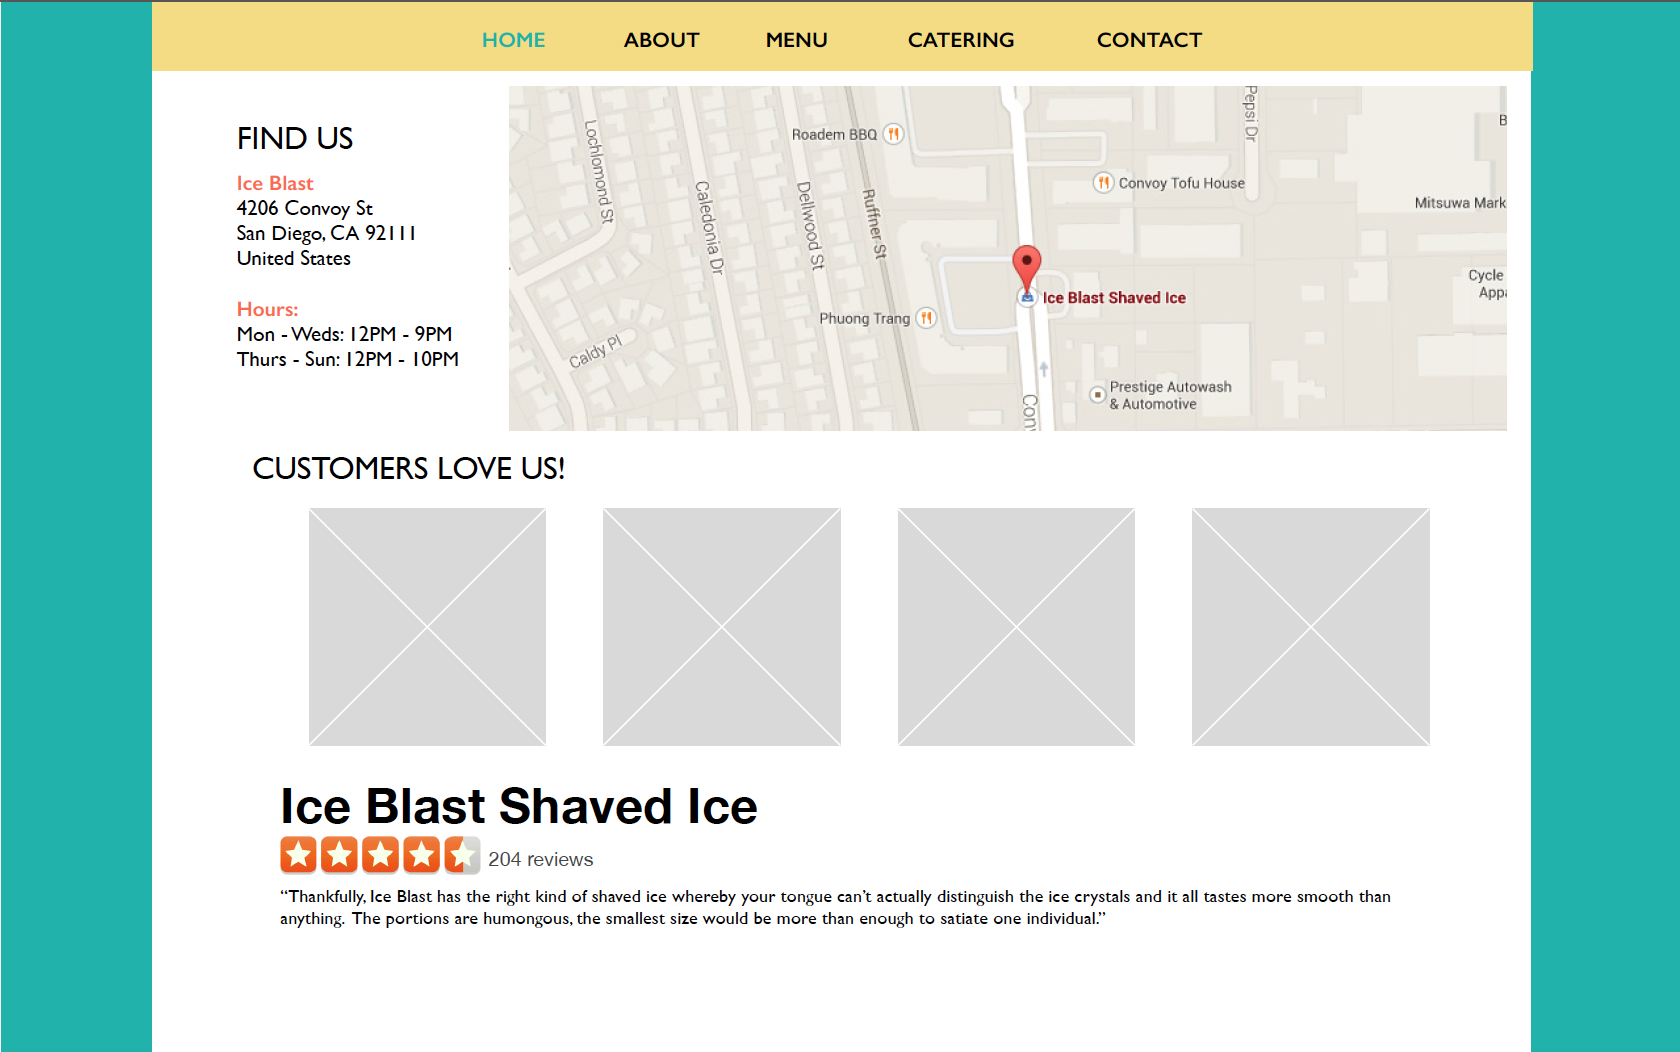 HOME ABOUT MENU CATERING CONTACT
FIND US
Ice Blast
4206 Convoy St
San Diego, CA 92111
United States
Hours:
Mon - Weds: 12PM - 9PM
Thurs - Sun: 12PM - 10PM
Lochlomond St
Caledonia Dr
Dellwood St
Ruffner St
Caldy Pl
Roadem BBQ
Pepsi Dr
B
Convoy Tofu House
Mitsuwa Mark
Cycle
Appa
Ice Blast Shaved Ice
Phuong Trang
Prestige Autowash
& Automotive
Conv
CUSTOMERS LOVE US!
Ice Blast Shaved Ice
204 reviews
“Thankfully, Ice Blast has the right kind of shaved ice whereby your tongue can’t actually distinguish the ice crystals and it all tastes more smooth than
anything. The portions are humongous, the smallest size would be more than enough to satiate one individual.”